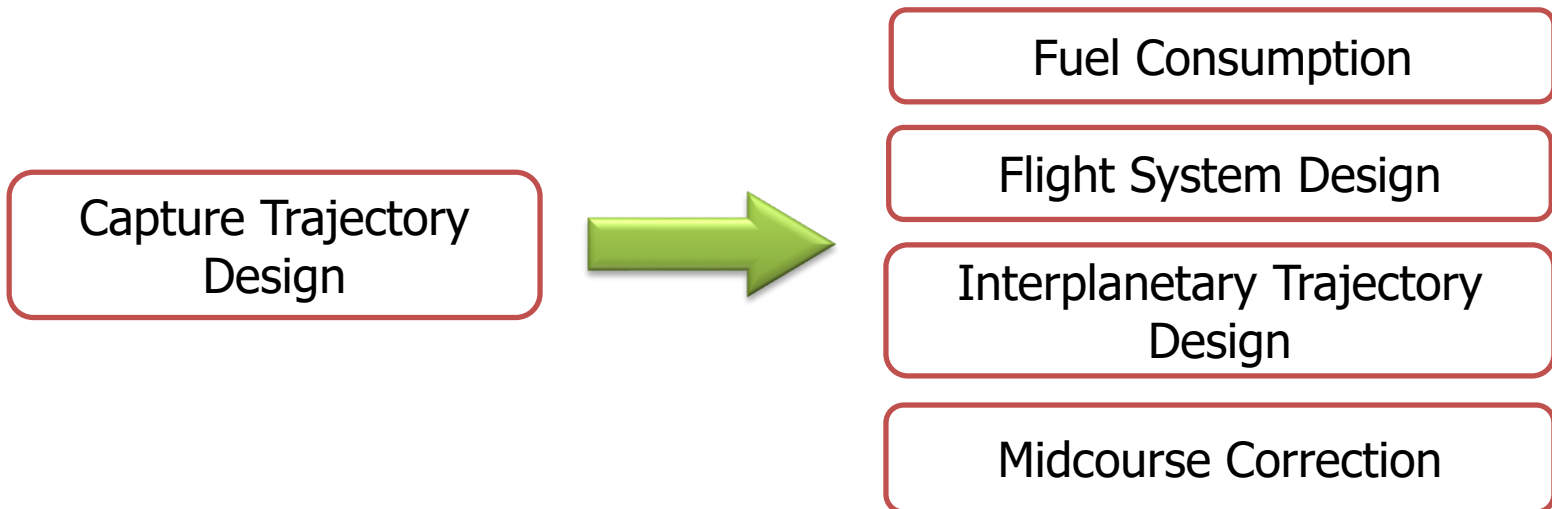 Capture Trajectory
Design
Fuel Consumption
Flight System Design
Interplanetary Trajectory
Design
Midcourse Correction